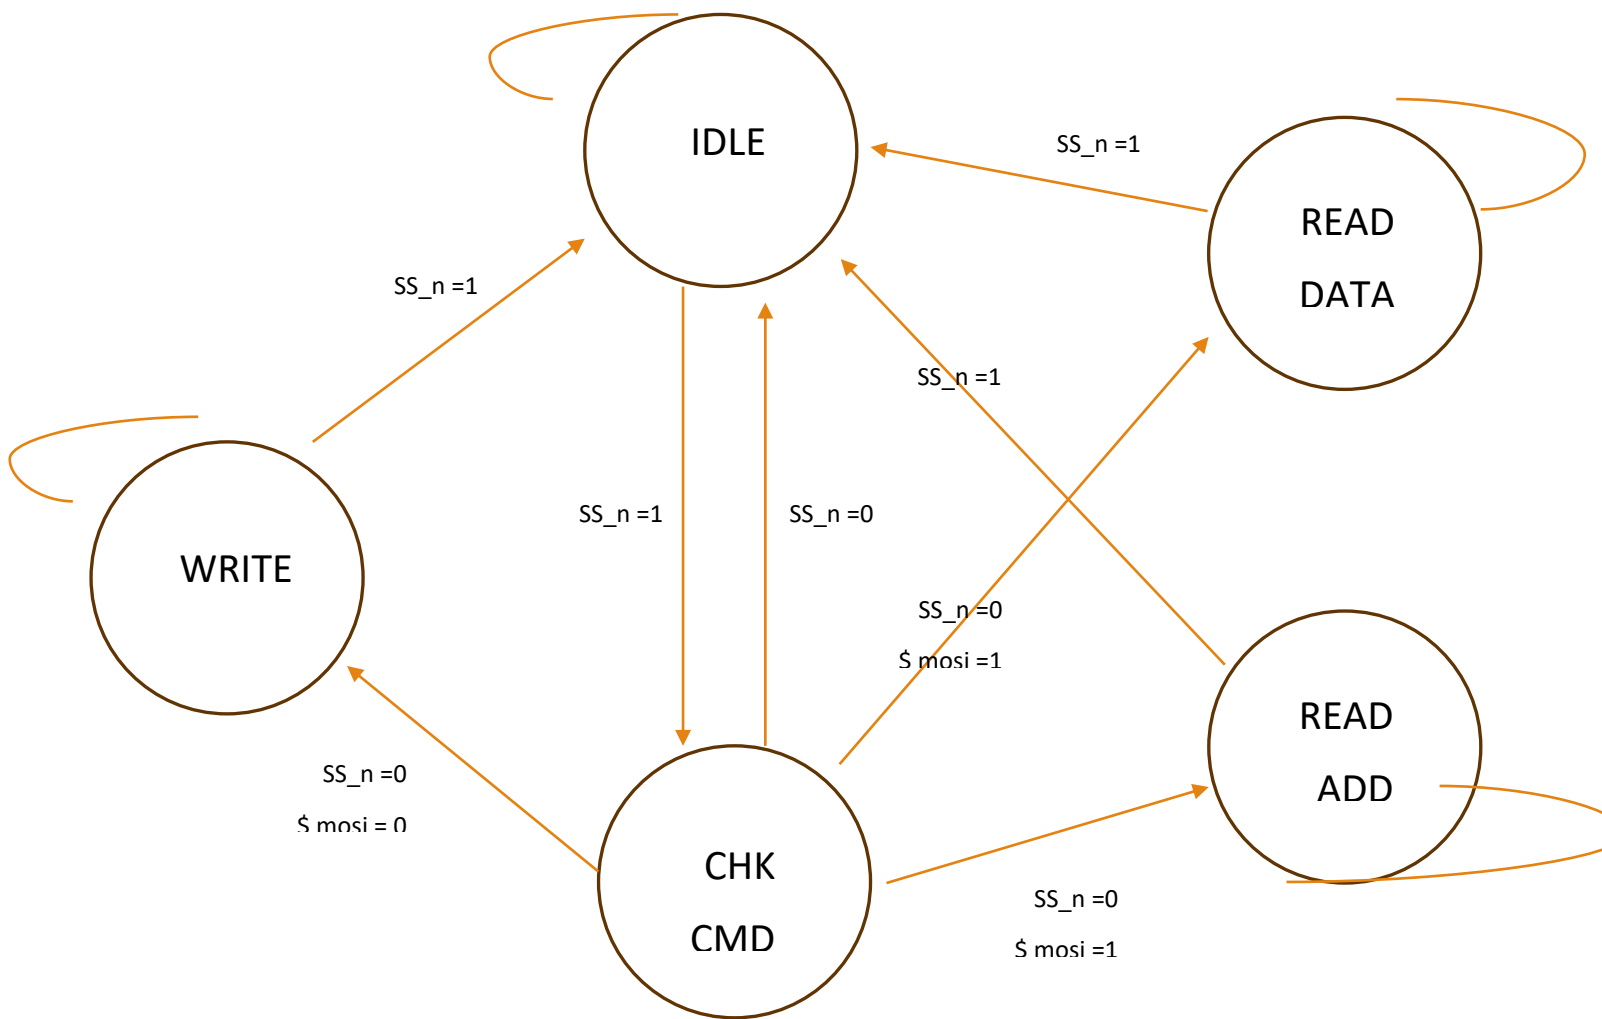 IDLE
SS_n =1
READ
DATA
SS_n =1
SS_n =1
SS_n =1
SS_n =0
WRITE
SS_n =0
$ mosi =1
READ
ADD
SS_n =0
$ mosi = 0
CHK
CMD
SS_n =0
$ mosi =1